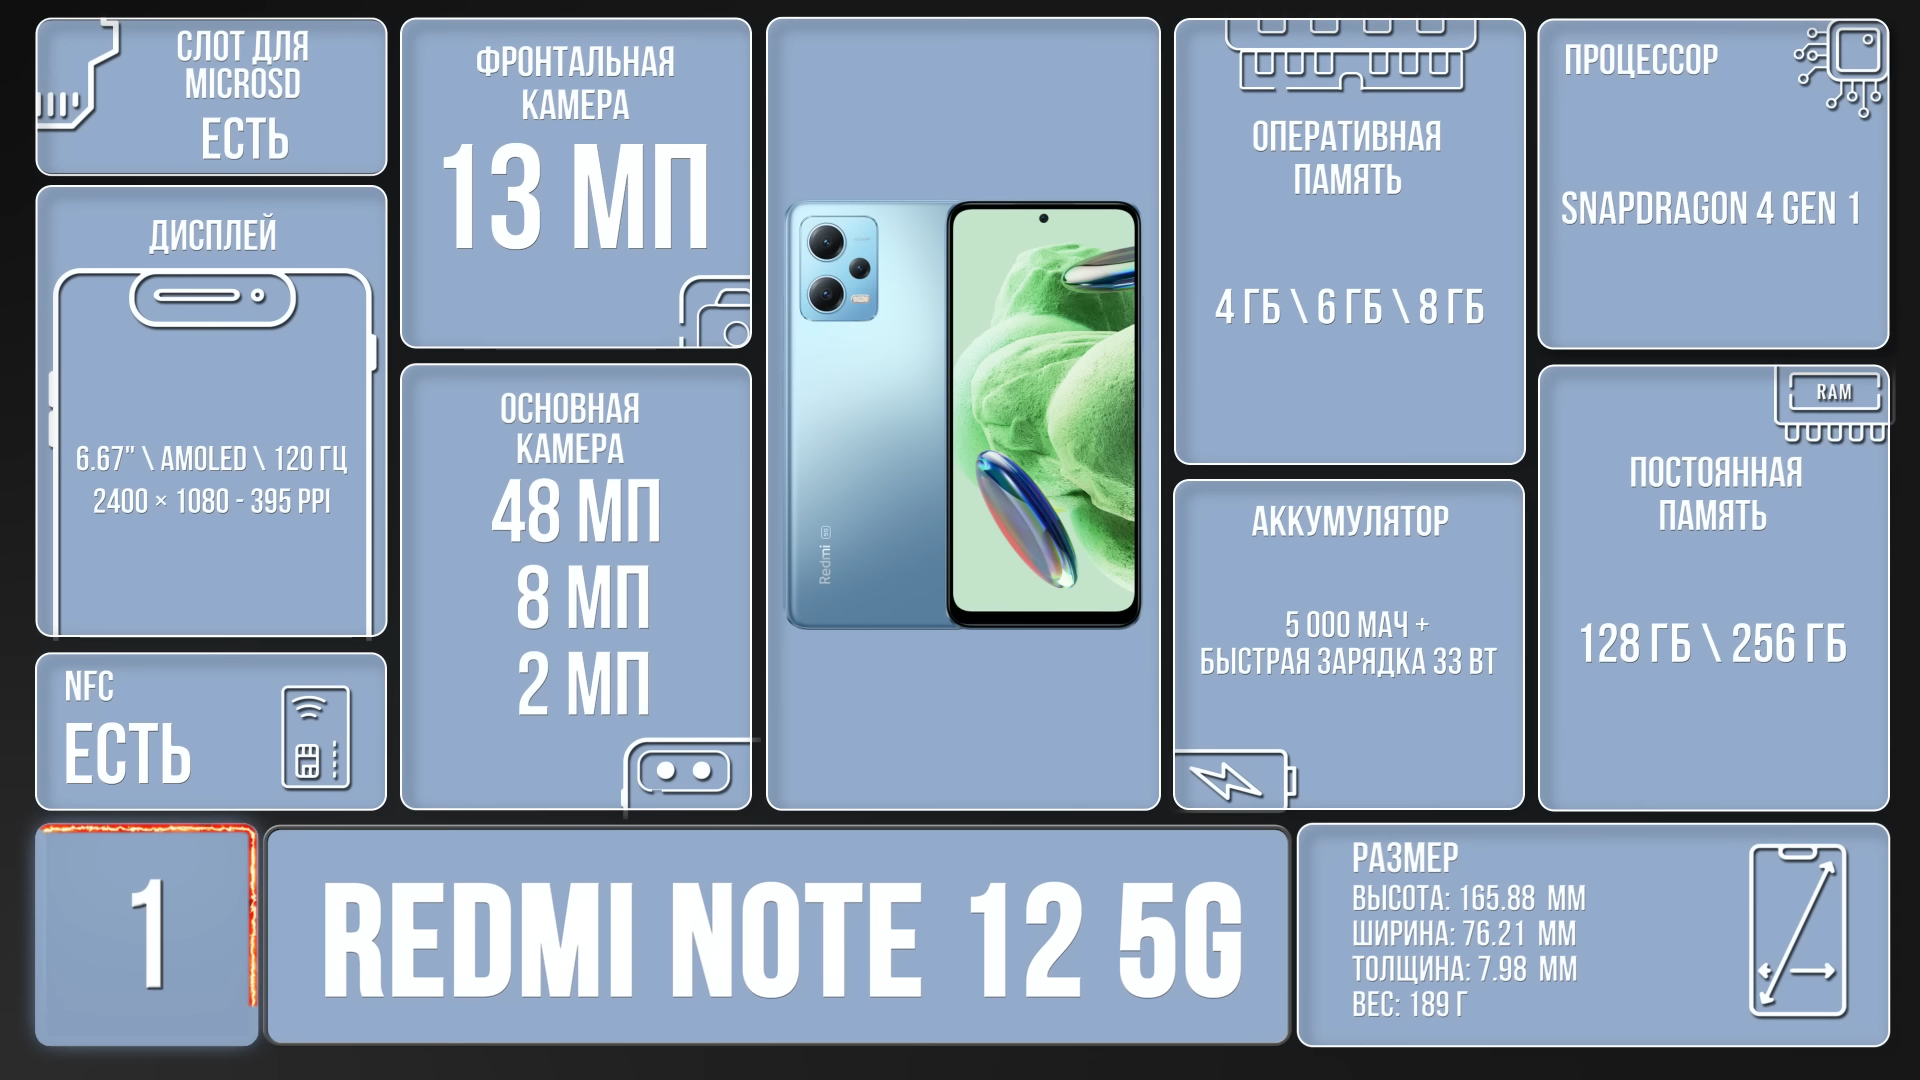 СЛОТ ДЛЯ
MICROSD
ЕСТЬ
ДИСПЛЕЙ
6.67" \ AMOLED \ 120 ГЦ
2400 × 1080 - 395 PPI
NFC
ЕСТЬ
ФРОНТАЛЬНАЯ
КАМЕРА
13 МП
ОСНОВНАЯ
КАМЕРА
48 МП
8 МП
2 МП
Redmi 5G
ОПЕРАТИВНАЯ
ПАМЯТЬ
4 ГБ \ 6 ГБ \ 8 ГБ
АККУМУЛЯТОР
5 000 МАЧ +
БЫСТРАЯ ЗАРЯДКА 33 ВТ
ПРОЦЕССОР
SNAPDRAGON 4 GEN 1
RAM
ПОСТОЯННАЯ
ПАМЯТЬ
128 ГБ \ 256 ГБ
1
REDMI NOTE 12 5G
РАЗМЕР
ВЫСОТА: 165.88 ММ
ШИРИНА: 76.21 ММ
ТОЛЩИНА: 7.98 ММ
ВЕС: 189 Г